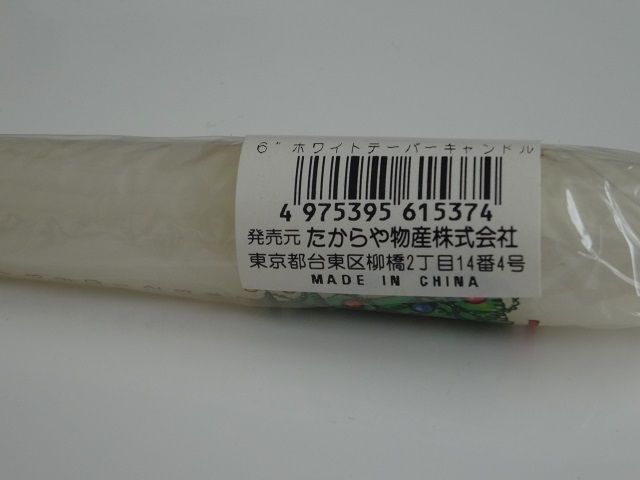 6" ホワイトテーパーキャンドル
4 975395 615374
発売元 たからや物産株式会社
東京都台東区柳橋2丁目14番4号
MADE IN CHINA